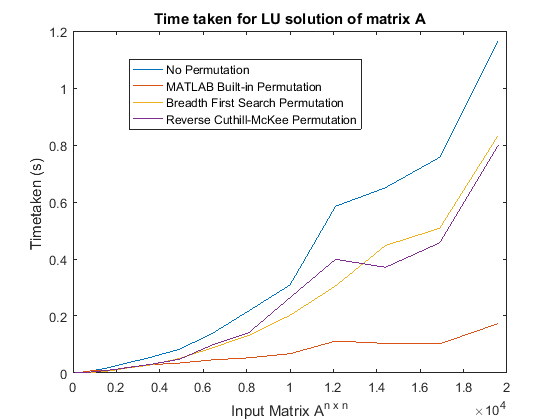 Time taken for LU solution of matrix A
1.2
1
0.8
0.6
0.4
0.2
0
Timetaken (s)
No Permutation
MATLAB Built-in Permutation
Breadth First Search Permutation
Reverse Cuthill-McKee Permutation
0 0.2 0.4 0.6 0.8 1 1.2 1.4 1.6 1.8 2
×10⁴
Input Matrix Aⁿ ˣ ⁿ